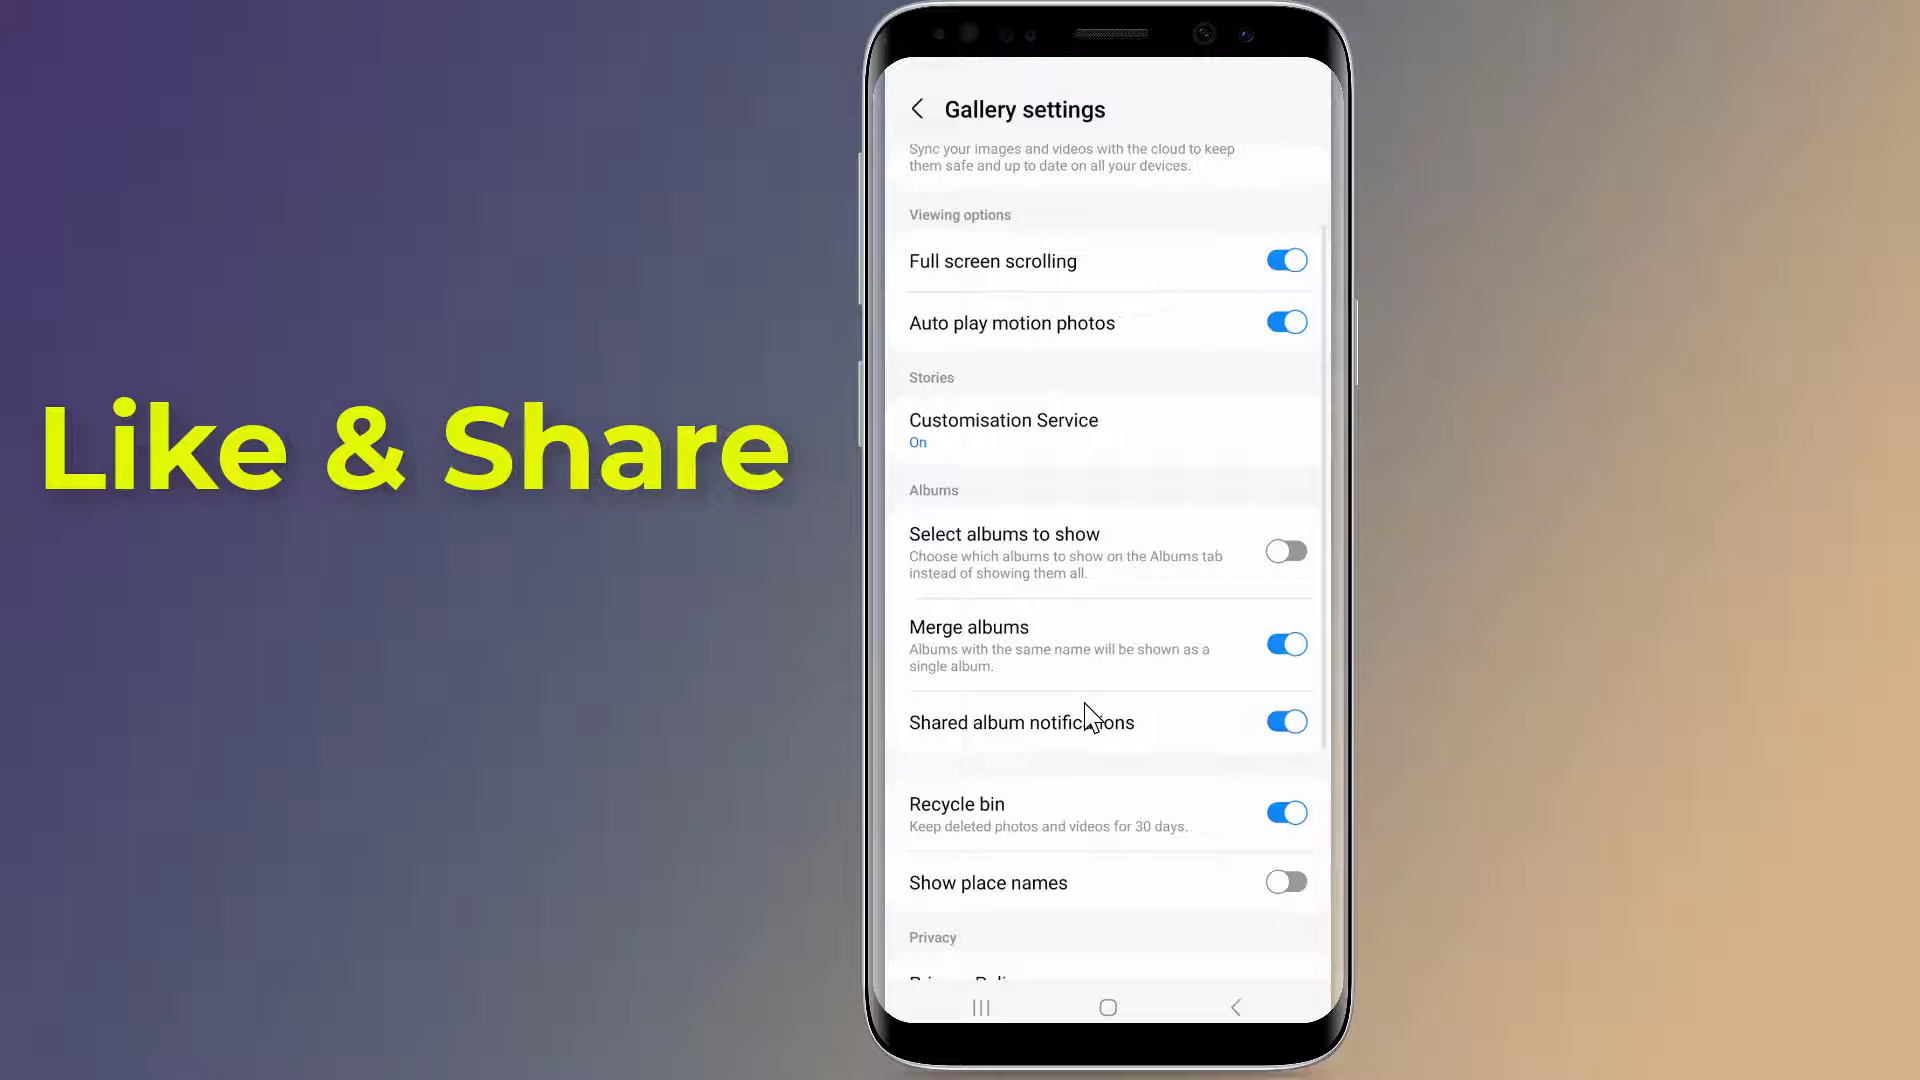 Like & Share
Gallery settings
Sync your images and videos with the cloud to keep
them safe and up to date on all your devices.
Viewing options
Full screen scrolling
Auto play motion photos
Stories
Customisation Service
On
Albums
Select albums to show
Choose which albums to show on the Albums tab
instead of showing them all.
Merge albums
Albums with the same name will be shown as a
single album.
Shared album notifications
Recycle bin
Keep deleted photos and videos for 30 days.
Show place names
Privacy